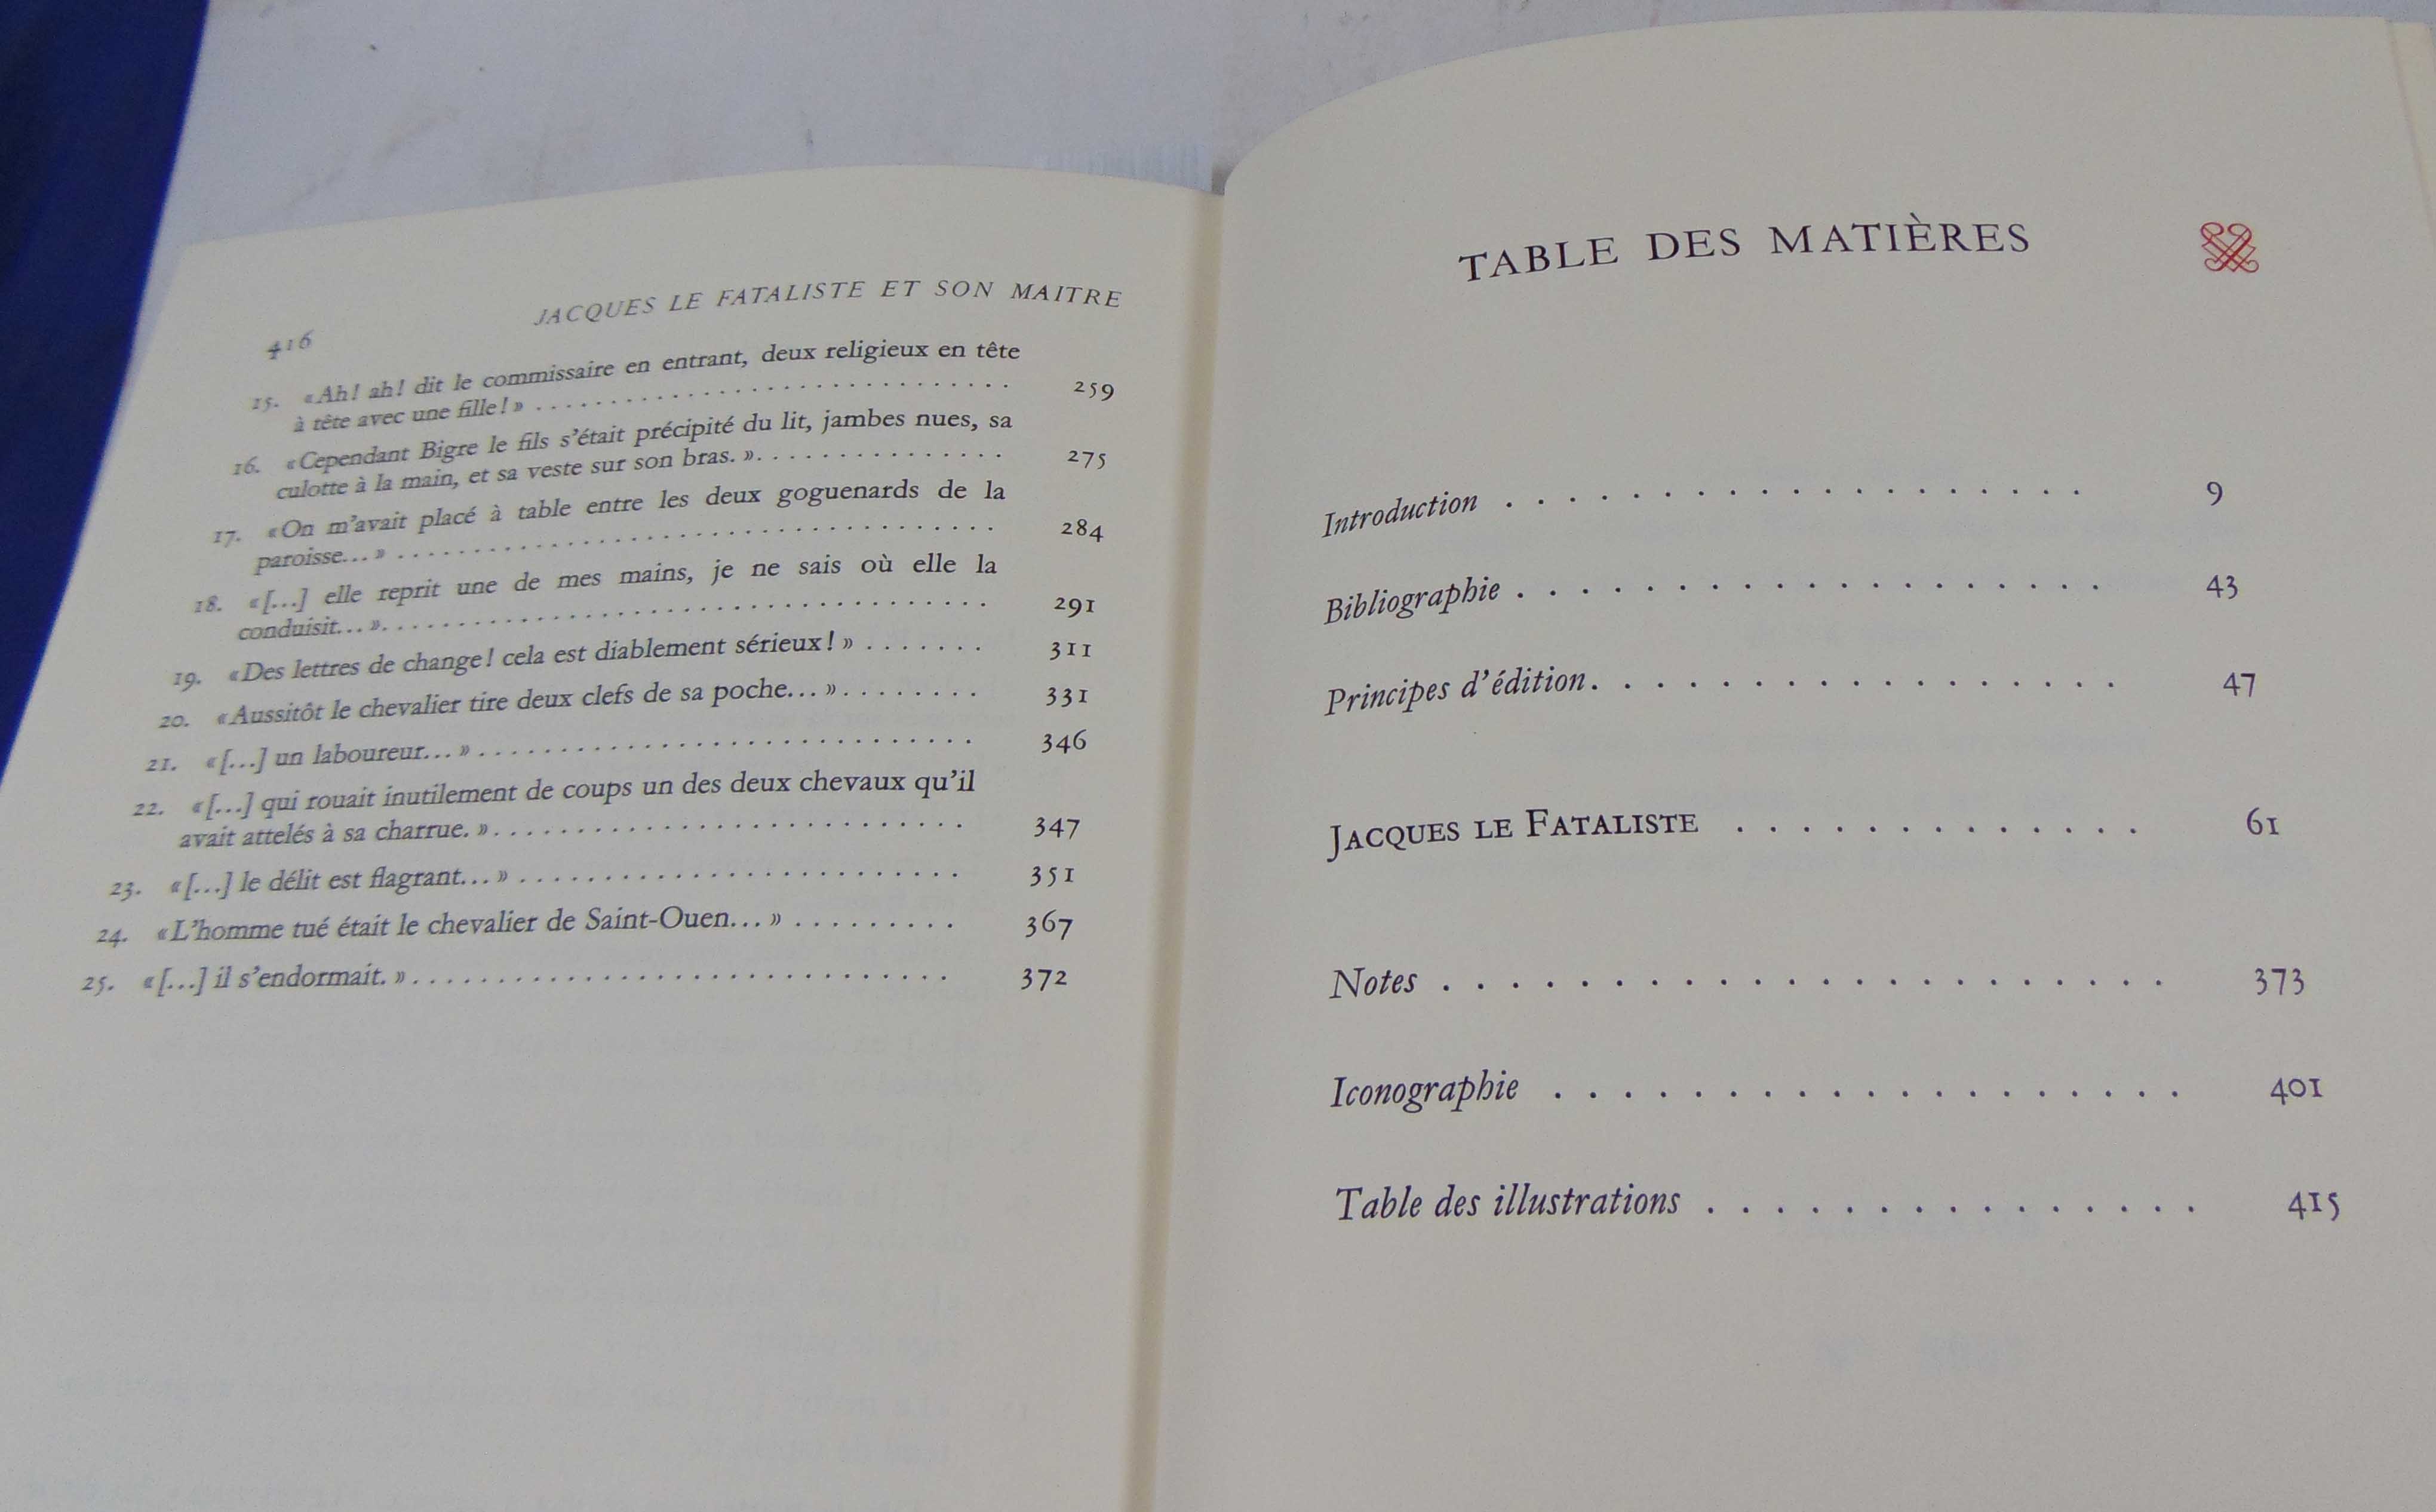 416
JACQUES LE FATALISTE ET SON MAITRE
15. «Ah! ah! dit le commissaire en entrant, deux religieux en tête
à tête avec une fille!» . . . . . . . . . . . . . . . . . . . . . . . . . . . . . . . . 259
16. «Cependant Bigre le fils s'était précipité du lit, jambes nues, sa
culotte à la main, et sa veste sur son bras. ». . . . . . . . . . . . . . . 275
17. «On m'avait placé à table entre les deux goguenards de la
paroisse...» . . . . . . . . . . . . . . . . . . . . . . . . . . . . . . . . . . 284
18. «[...] elle reprit une de mes mains, je ne sais où elle la
conduisit...». . . . . . . . . . . . . . . . . . . . . . . . . . . . . . . . . . 291
19. «Des lettres de change! cela est diablement sérieux!» . . . . . . . 311
20. «Aussitôt le chevalier tire deux clefs de sa poche...». . . . . . . . 331
21. «[...] un laboureur...» . . . . . . . . . . . . . . . . . . . . . . . . . . . . 346
22. «[...] qui rouait inutilement de coups un des deux chevaux qu'il
avait attelés à sa charrue. ». . . . . . . . . . . . . . . . . . . . . . . . . . 347
23. «[...] le délit est flagrant...» . . . . . . . . . . . . . . . . . . . . . . . . 351
24. «L'homme tué était le chevalier de Saint-Ouen...» . . . . . . . . . 367
25. «[...] il s'endormait. » . . . . . . . . . . . . . . . . . . . . . . . . . . . . 372
TABLE DES MATIÈRES
Introduction . . . . . . . . . . . . . . . . . . . 9
Bibliographie . . . . . . . . . . . . . . . . . . . 43
Principes d'édition. . . . . . . . . . . . . . . . . 47
JACQUES LE FATALISTE . . . . . . . . . . . . . 61
Notes . . . . . . . . . . . . . . . . . . . . . . 373
Iconographie . . . . . . . . . . . . . . . . . . . 401
Table des illustrations . . . . . . . . . . . . . . . 415